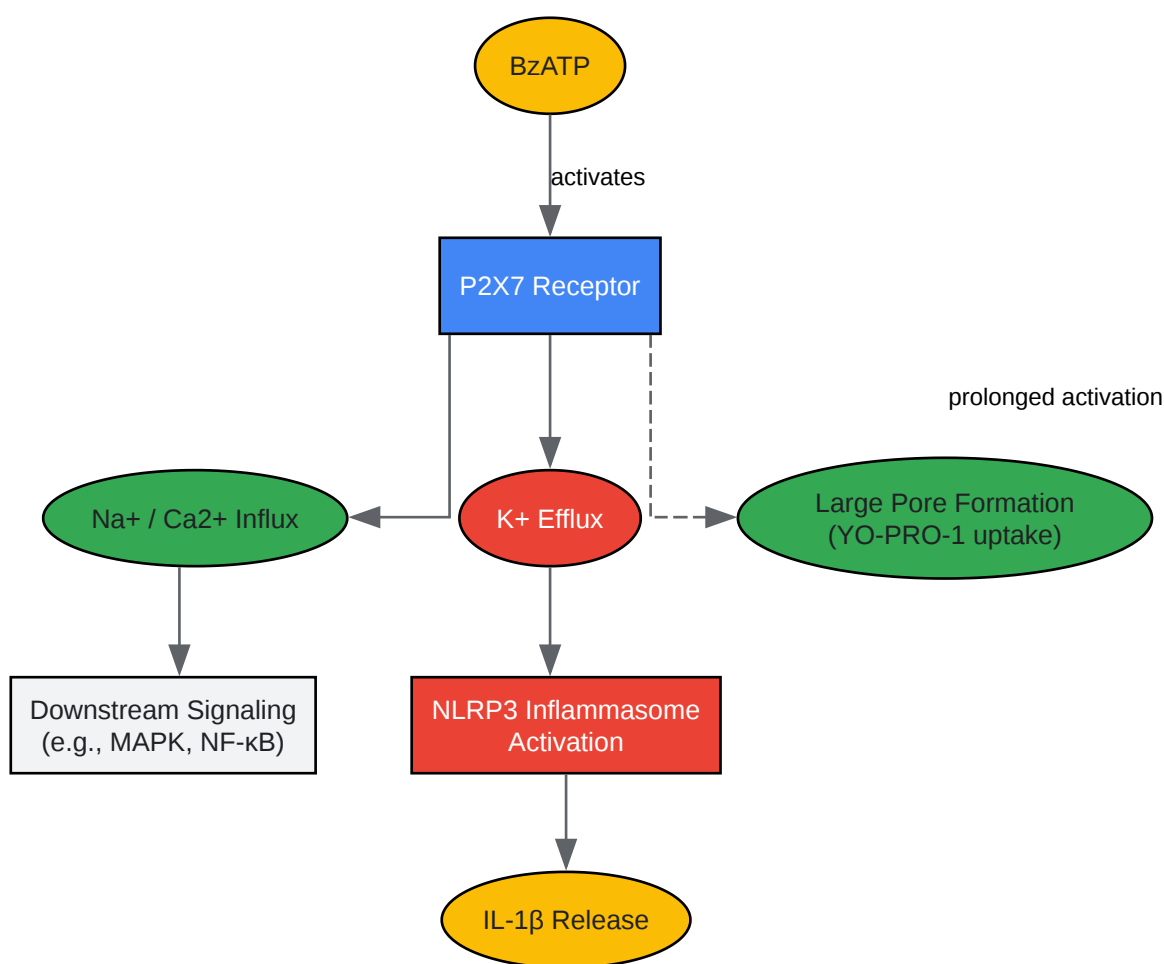 BzATP
activates
P2X7 Receptor
prolonged activation
Na+ / Ca2+ Influx
K+ Efflux
Large Pore Formation
(YO-PRO-1 uptake)
Downstream Signaling
(e.g., MAPK, NF-κB)
NLRP3 Inflammasome
Activation
IL-1β Release